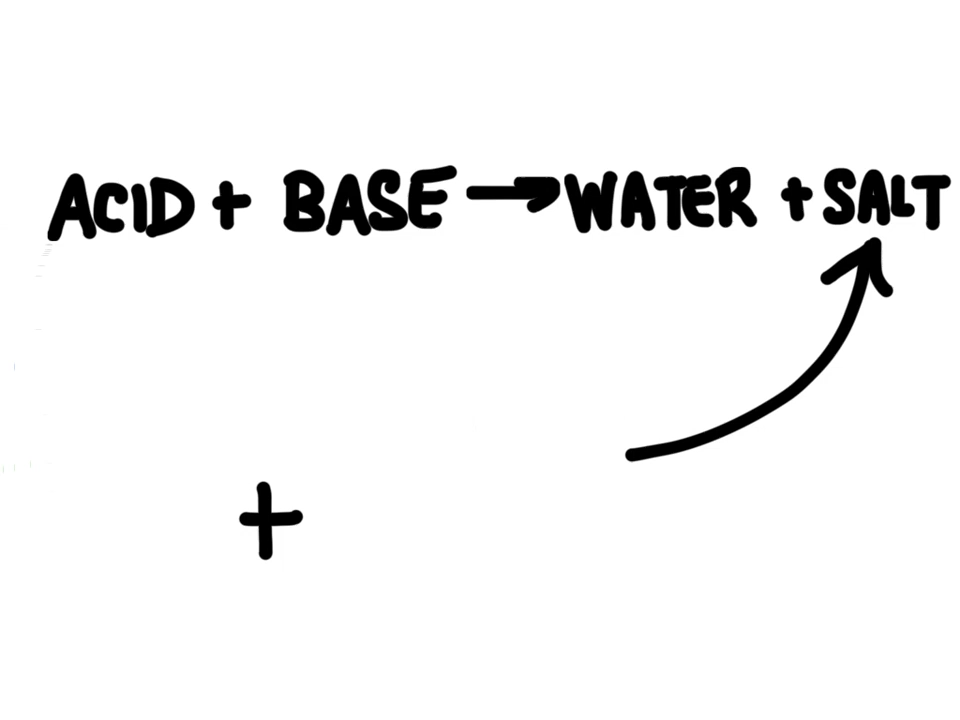 ACID + BASE → WATER + SALT
+